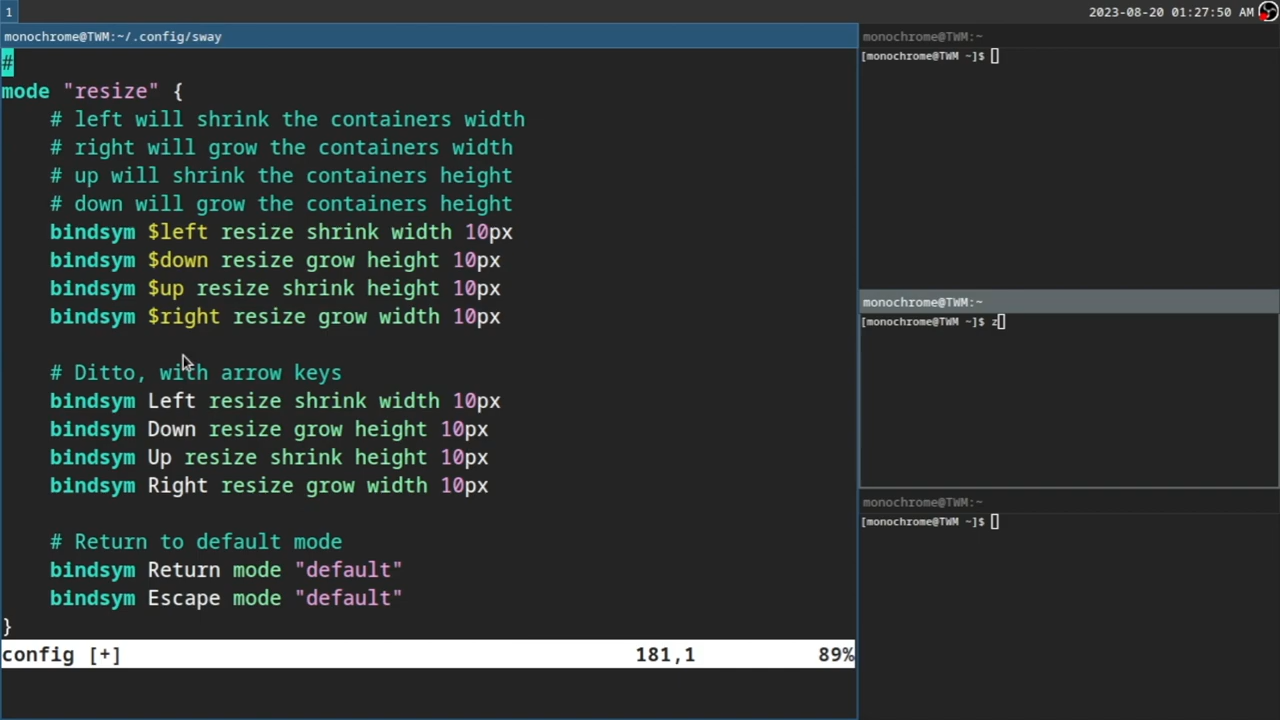 1
2023-08-20 01:27:50 AM
monochrome@TWM:~/.config/sway
#
mode "resize" {
    # left will shrink the containers width
    # right will grow the containers width
    # up will shrink the containers height
    # down will grow the containers height
    bindsym $left resize shrink width 10px
    bindsym $down resize grow height 10px
    bindsym $up resize shrink height 10px
    bindsym $right resize grow width 10px
    # Ditto, with arrow keys
    bindsym Left resize shrink width 10px
    bindsym Down resize grow height 10px
    bindsym Up resize shrink height 10px
    bindsym Right resize grow width 10px
    # Return to default mode
    bindsym Return mode "default"
    bindsym Escape mode "default"
}
config [+] 181,1 89%
monochrome@TWM:~
[monochrome@TWM ~]$
monochrome@TWM:~
[monochrome@TWM ~]$ z
monochrome@TWM:~
[monochrome@TWM ~]$